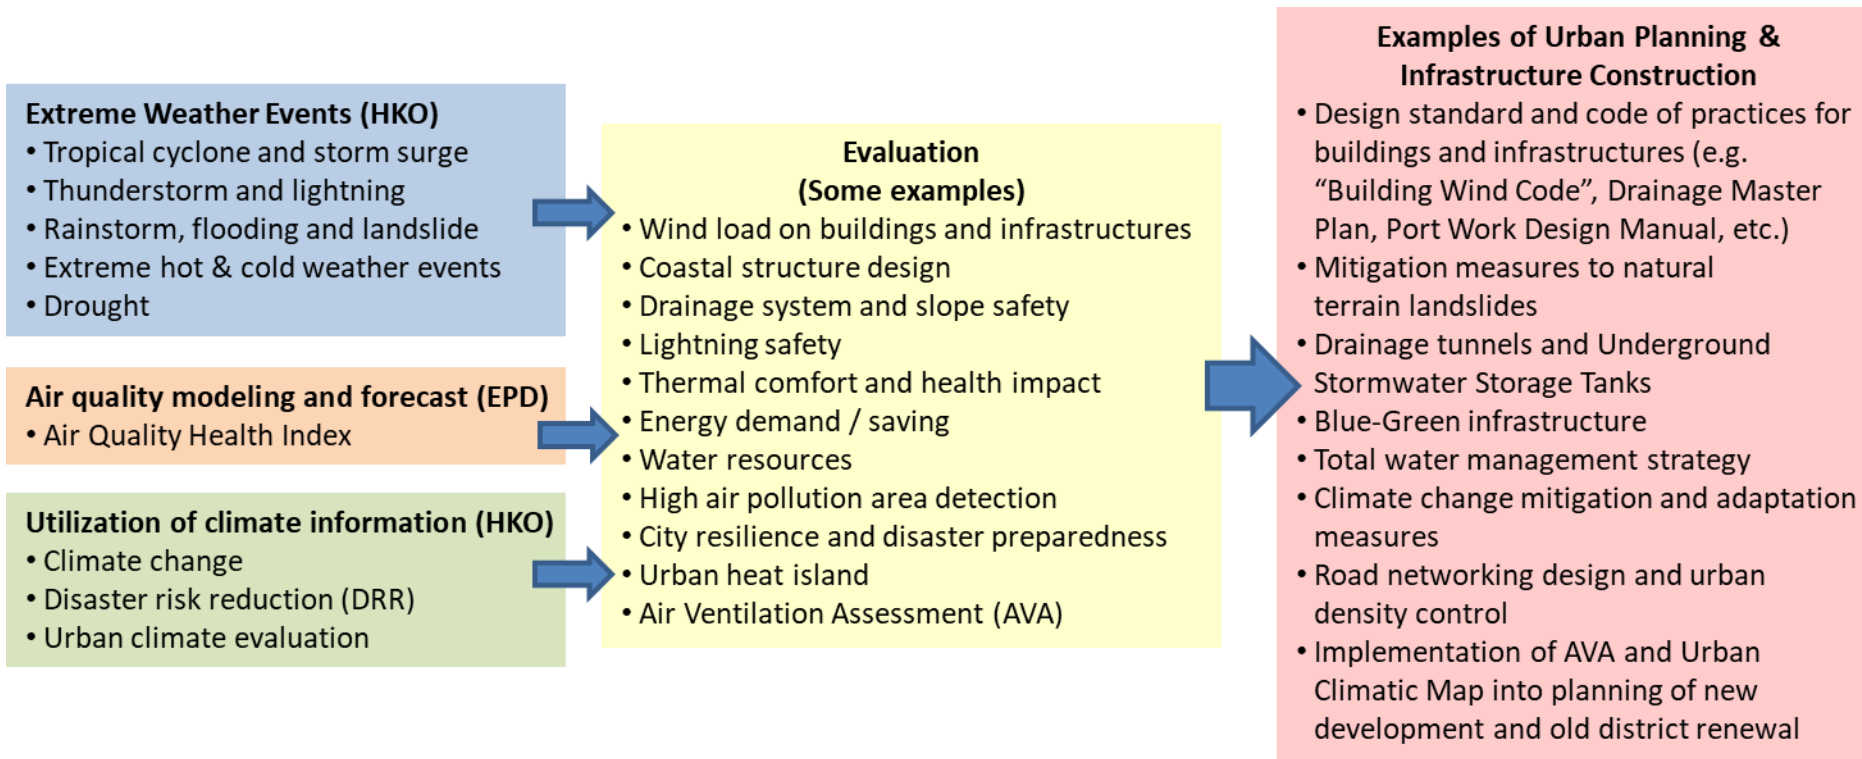 Extreme Weather Events (HKO)
• Tropical cyclone and storm surge
• Thunderstorm and lightning
• Rainstorm, flooding and landslide
• Extreme hot & cold weather events
• Drought
Air quality modeling and forecast (EPD)
• Air Quality Health Index
Utilization of climate information (HKO)
• Climate change
• Disaster risk reduction (DRR)
• Urban climate evaluation
Evaluation
(Some examples)
• Wind load on buildings and infrastructures
• Coastal structure design
• Drainage system and slope safety
• Lightning safety
• Thermal comfort and health impact
• Energy demand / saving
• Water resources
• High air pollution area detection
• City resilience and disaster preparedness
• Urban heat island
• Air Ventilation Assessment (AVA)
Examples of Urban Planning &
Infrastructure Construction
• Design standard and code of practices for
buildings and infrastructures (e.g.
“Building Wind Code”, Drainage Master
Plan, Port Work Design Manual, etc.)
• Mitigation measures to natural
terrain landslides
• Drainage tunnels and Underground
Stormwater Storage Tanks
• Blue-Green infrastructure
• Total water management strategy
• Climate change mitigation and adaptation
measures
• Road networking design and urban
density control
• Implementation of AVA and Urban
Climatic Map into planning of new
development and old district renewal